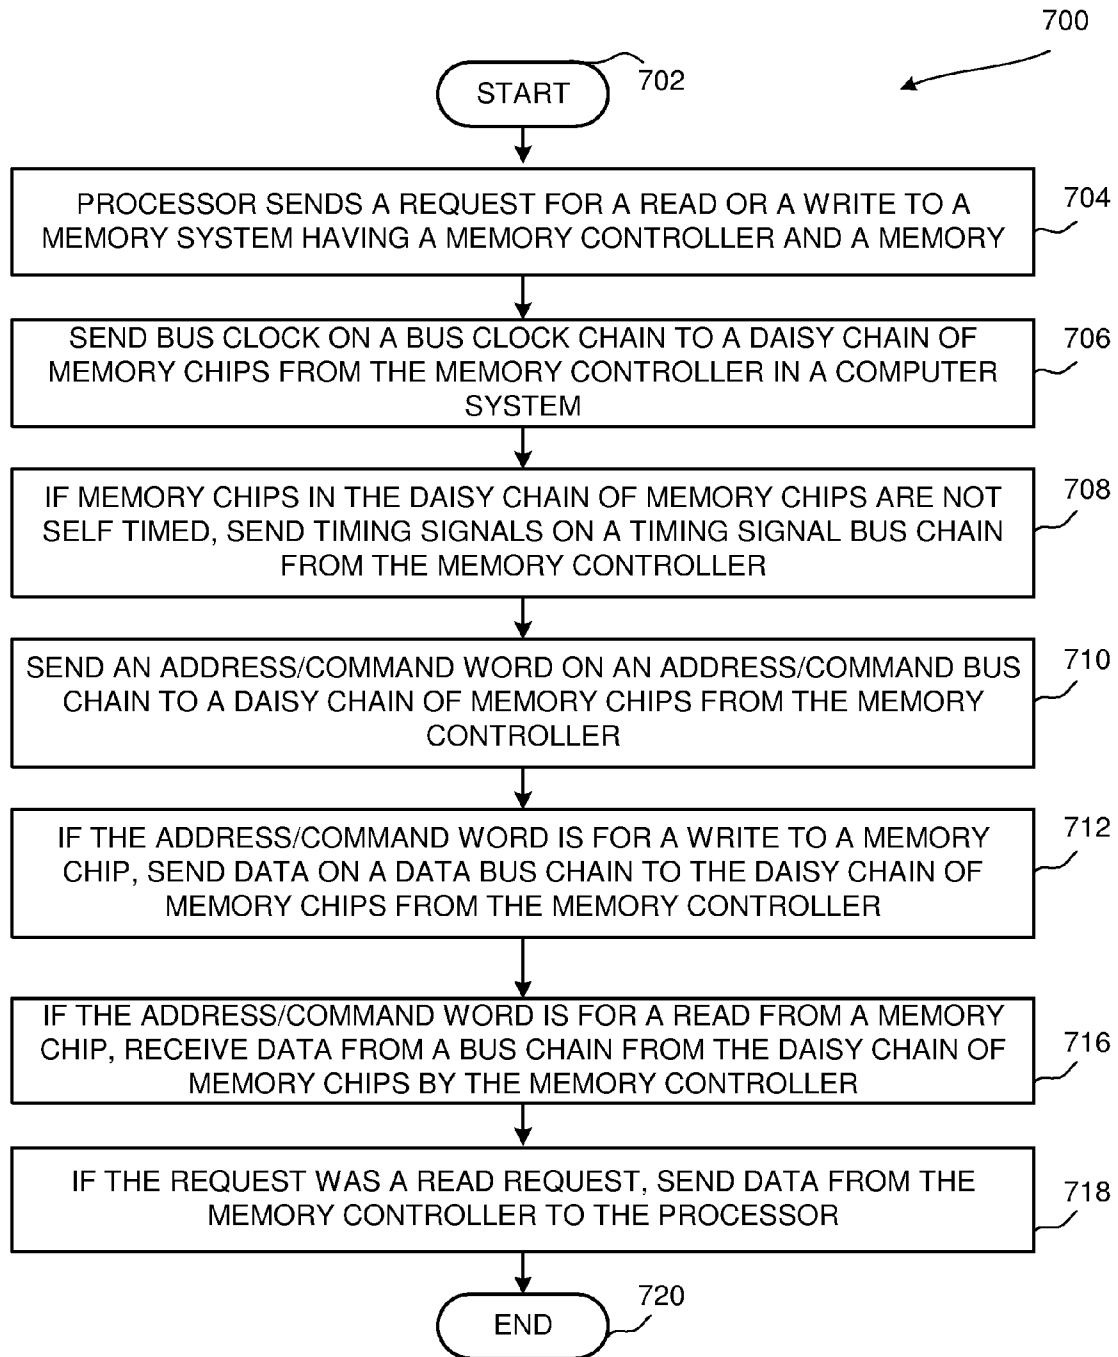 700
START
702
PROCESSOR SENDS A REQUEST FOR A READ OR A WRITE TO A
MEMORY SYSTEM HAVING A MEMORY CONTROLLER AND A MEMORY
704
SEND BUS CLOCK ON A BUS CLOCK CHAIN TO A DAISY CHAIN OF
MEMORY CHIPS FROM THE MEMORY CONTROLLER IN A COMPUTER
SYSTEM
706
IF MEMORY CHIPS IN THE DAISY CHAIN OF MEMORY CHIPS ARE NOT
SELF TIMED, SEND TIMING SIGNALS ON A TIMING SIGNAL BUS CHAIN
FROM THE MEMORY CONTROLLER
708
SEND AN ADDRESS/COMMAND WORD ON AN ADDRESS/COMMAND BUS
CHAIN TO A DAISY CHAIN OF MEMORY CHIPS FROM THE MEMORY
CONTROLLER
710
IF THE ADDRESS/COMMAND WORD IS FOR A WRITE TO A MEMORY
CHIP, SEND DATA ON A DATA BUS CHAIN TO THE DAISY CHAIN OF
MEMORY CHIPS FROM THE MEMORY CONTROLLER
712
IF THE ADDRESS/COMMAND WORD IS FOR A READ FROM A MEMORY
CHIP, RECEIVE DATA FROM A BUS CHAIN FROM THE DAISY CHAIN OF
MEMORY CHIPS BY THE MEMORY CONTROLLER
716
IF THE REQUEST WAS A READ REQUEST, SEND DATA FROM THE
MEMORY CONTROLLER TO THE PROCESSOR
718
END
720